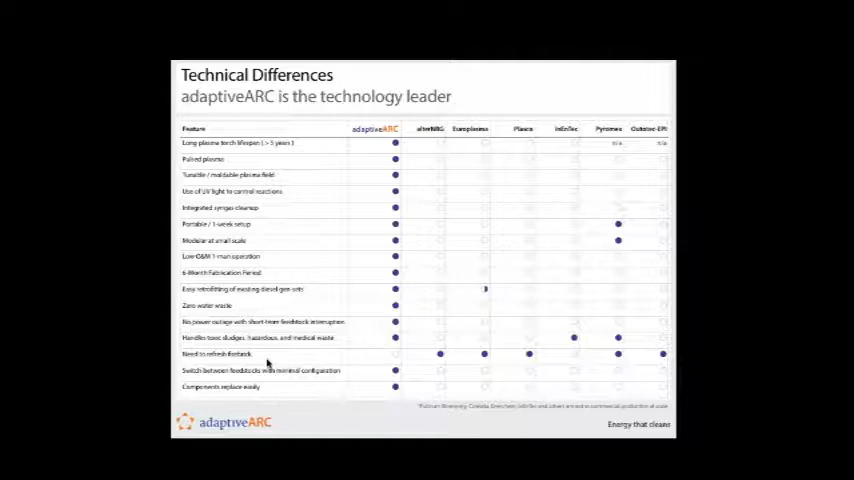 Technical Differences
adaptiveARC is the technology leader
Feature adaptiveARC alterNRG Europlasma Plasco InEnTec Pyromex Outotec-EPI
Long plasma torch lifespan ( > 5 years ) n/a n/a
Pulsed plasma
Tunable / moldable plasma field
Use of UV light to control reactions
Integrated syngas cleanup
Portable / 1-week setup
Modular at small scale
Low O&M 1-man operation
6-Month Fabrication Period
Easy retrofitting of existing diesel gen-sets
Zero water waste
No power outage with short-term feedstock interruption
Handles toxic sludges, hazardous, and medical waste
Need to refresh firebrick
Switch between feedstocks with minimal configuration
Components replace easily
adaptiveARC
Energy that cleans